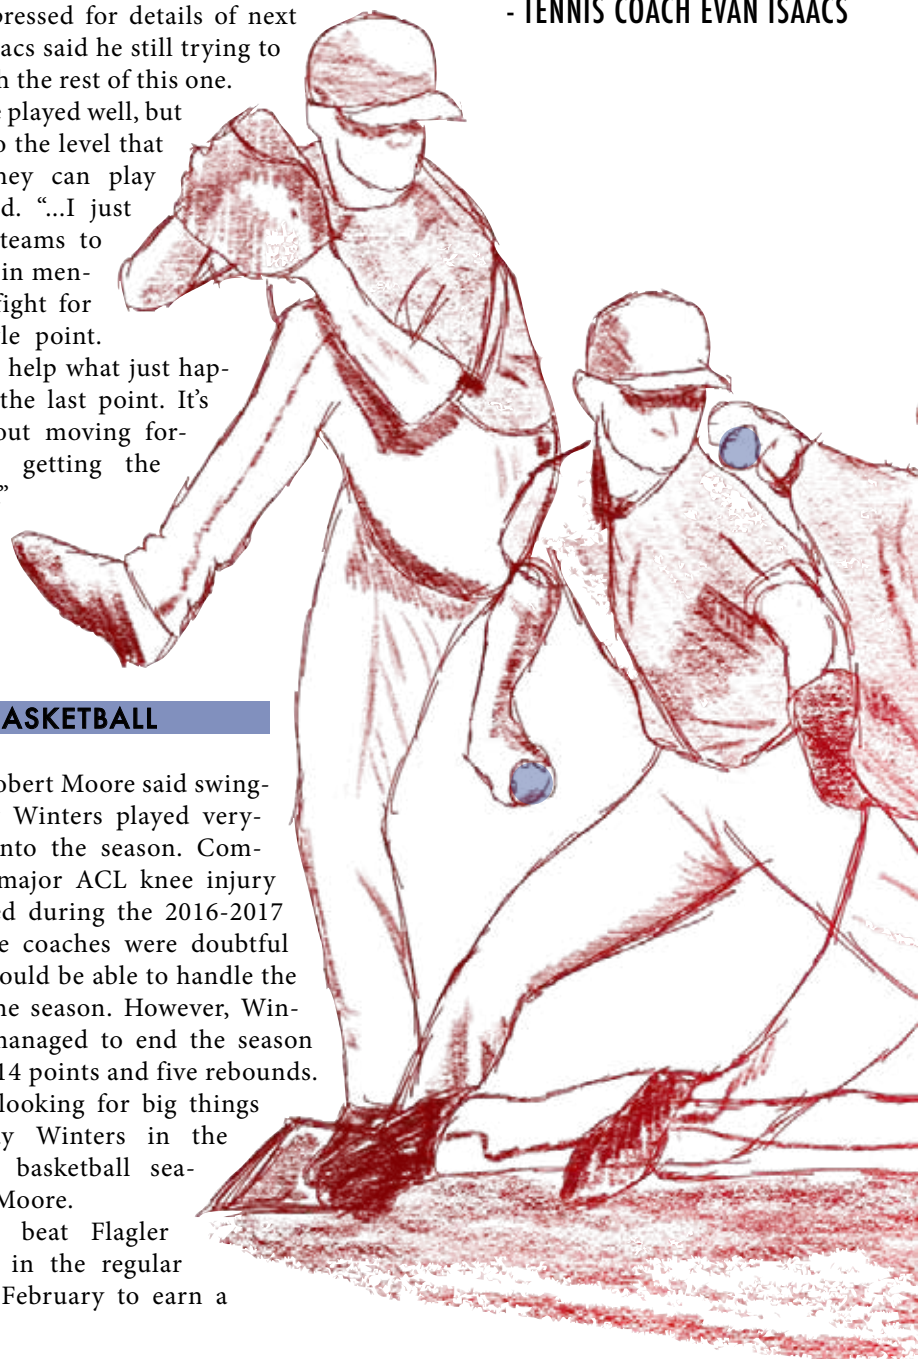 pressed for details of next
acs said he still trying to
h the rest of this one.
e played well, but
o the level that
hey can play
d. “...I just
teams to
in men-
fight for
le point.
help what just hap-
the last point. It’s
out moving for-
getting the
”
- TENNIS COACH EVAN ISAACS
ASKETBALL
obert Moore said swing-
Winters played very-
nto the season. Com-
major ACL knee injury
ed during the 2016-2017
e coaches were doubtful
ould be able to handle the
he season. However, Win-
managed to end the season
14 points and five rebounds.
looking for big things
y Winters in the
basketball sea-
Moore.
beat Flagler
in the regular
February to earn a